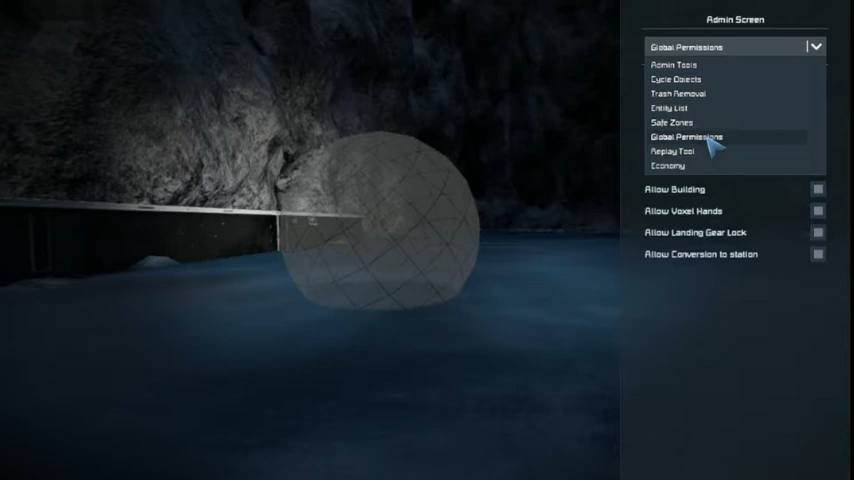 Admin Screen
Global Permissions
Admin Tools
Cycle Objects
Trash Removal
Entity List
Safe Zones
Global Permissions
Replay Tool
Economy
Allow Building
Allow Voxel Hands
Allow Landing Gear Lock
Allow Conversion to station